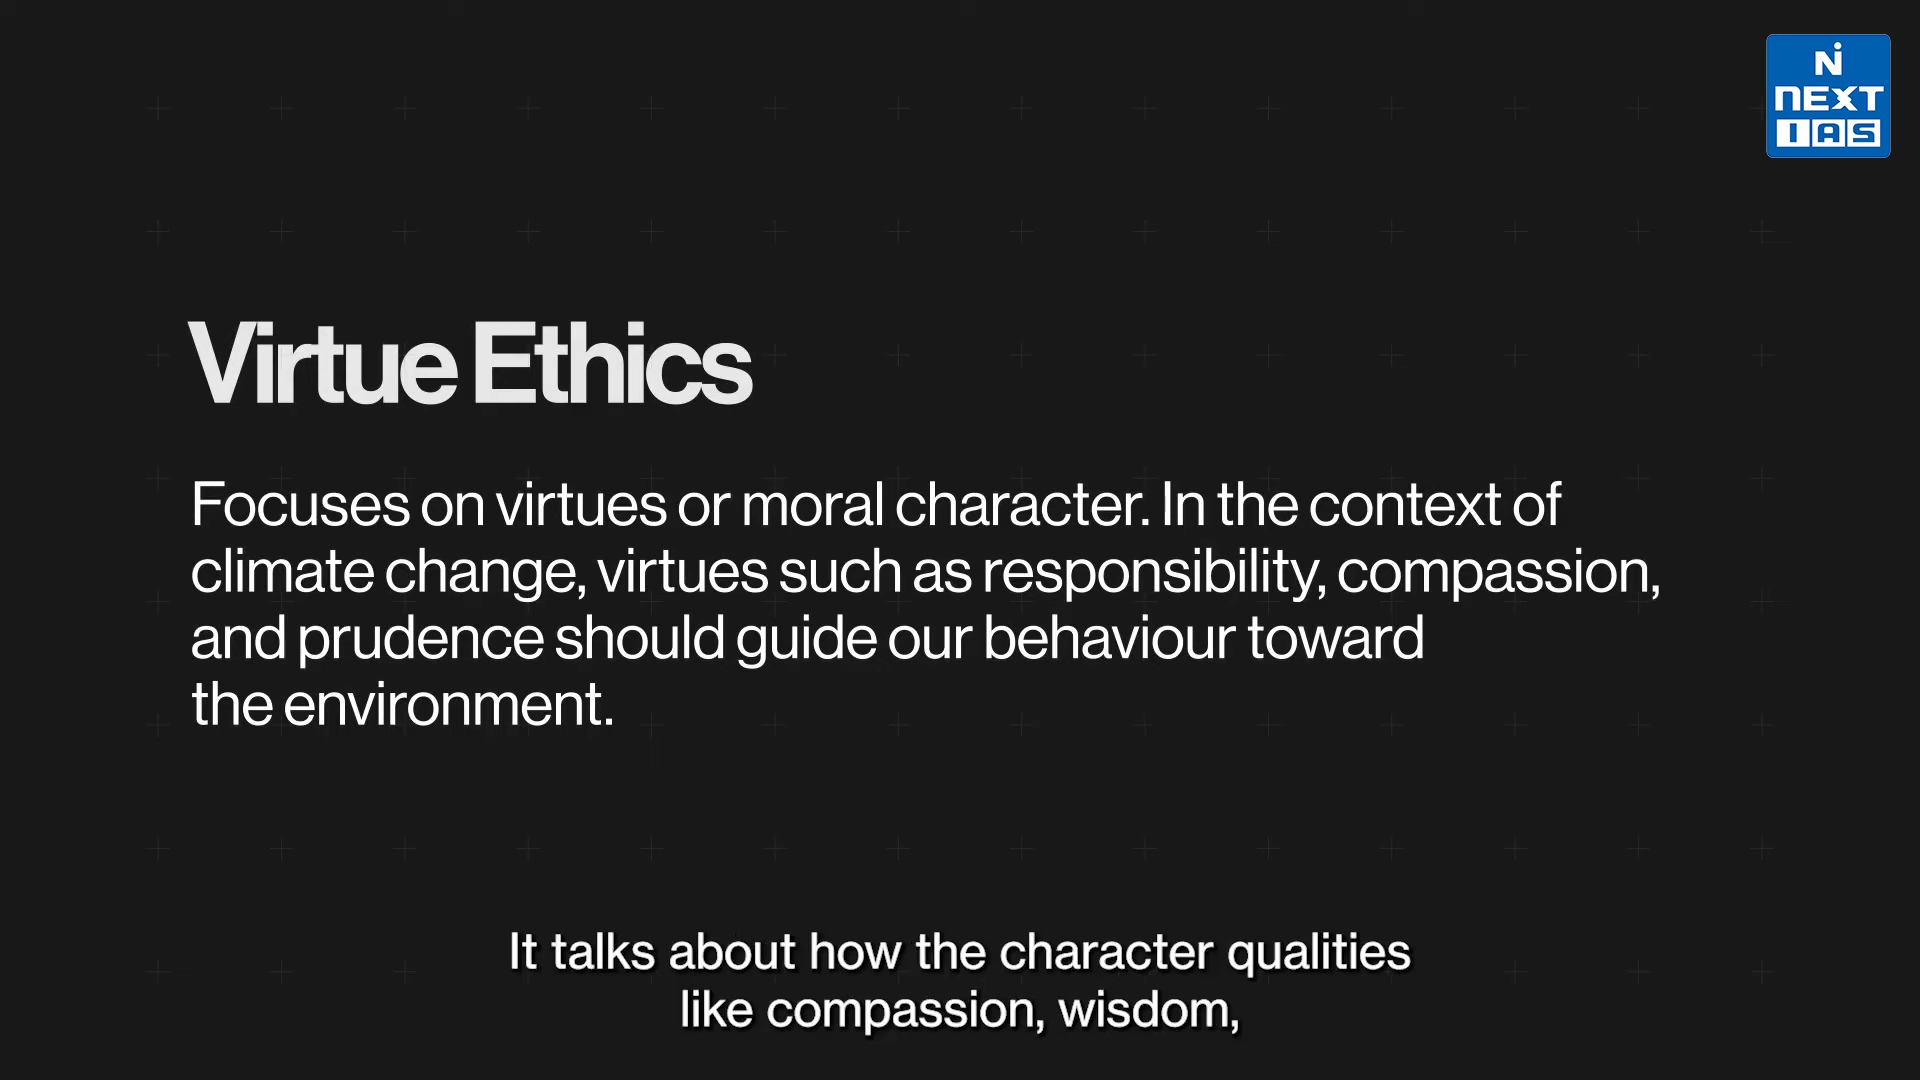 Ni
NEXT
IAS
Virtue Ethics
Focuses on virtues or moral character. In the context of
climate change, virtues such as responsibility, compassion,
and prudence should guide our behaviour toward
the environment.
It talks about how the character qualities
like compassion, wisdom,